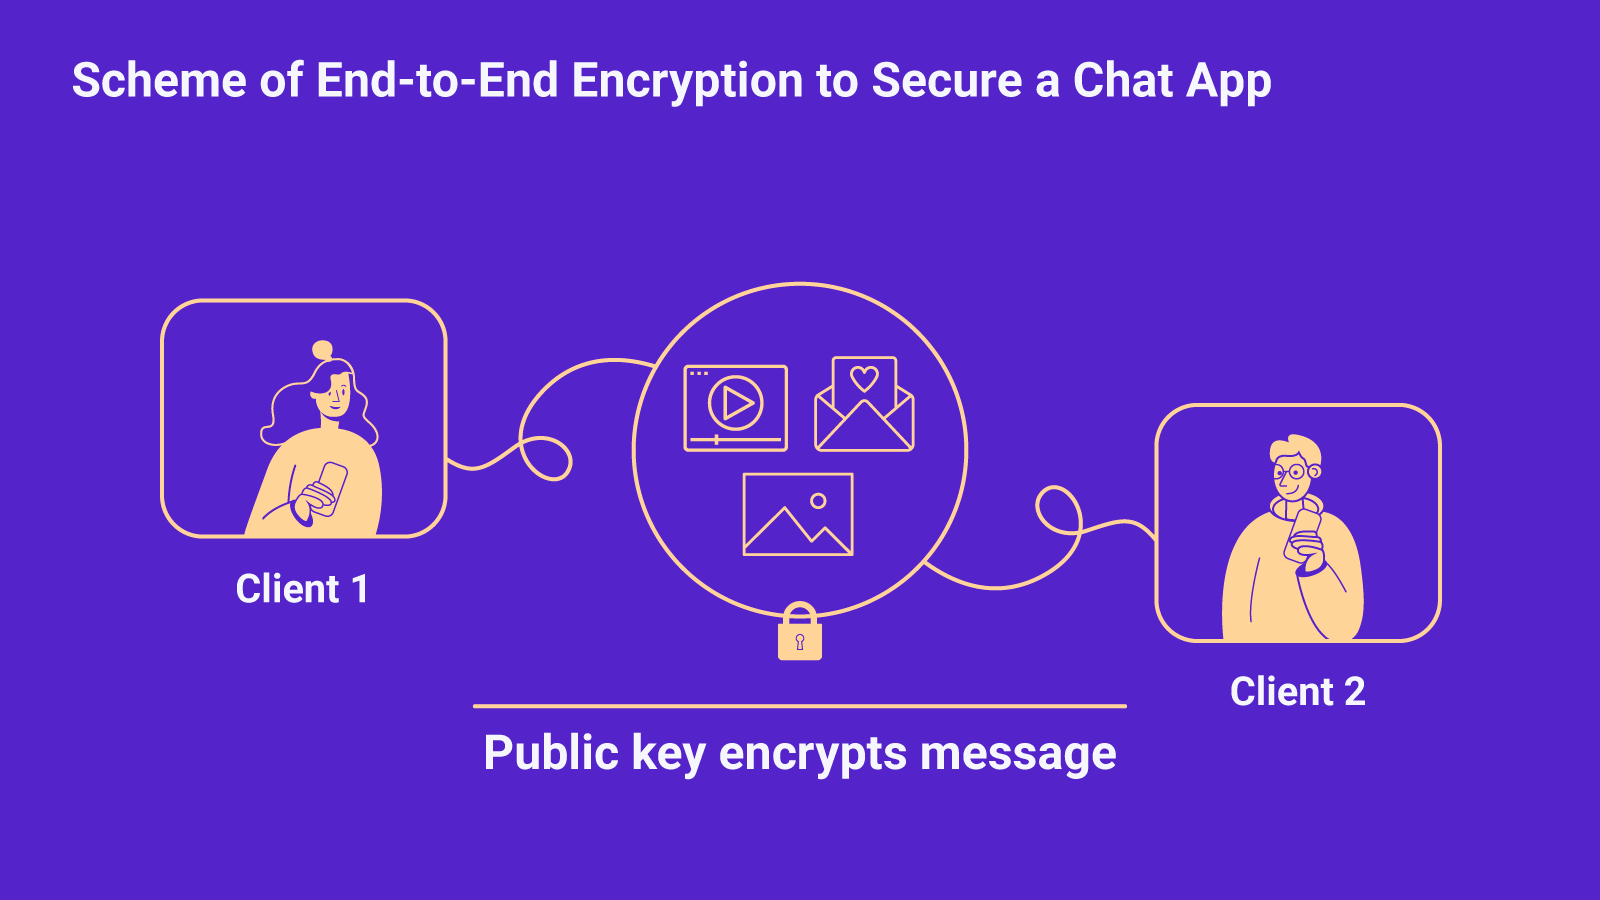 Scheme of End-to-End Encryption to Secure a Chat App
Client 1
Client 2
Public key encrypts message